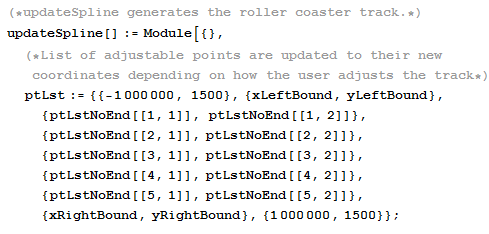 (*updateSpline generates the roller coaster track.*)
updateSpline[] := Module[{},
(*List of adjustable points are updated to their new
coordinates depending on how the user adjusts the track*)
ptLst := {{-1000000, 1500}, {xLeftBound, yLeftBound},
{ptLstNoEnd[[1, 1]], ptLstNoEnd[[1, 2]]},
{ptLstNoEnd[[2, 1]], ptLstNoEnd[[2, 2]]},
{ptLstNoEnd[[3, 1]], ptLstNoEnd[[3, 2]]},
{ptLstNoEnd[[4, 1]], ptLstNoEnd[[4, 2]]},
{ptLstNoEnd[[5, 1]], ptLstNoEnd[[5, 2]]},
{xRightBound, yRightBound}, {1000000, 1500}};